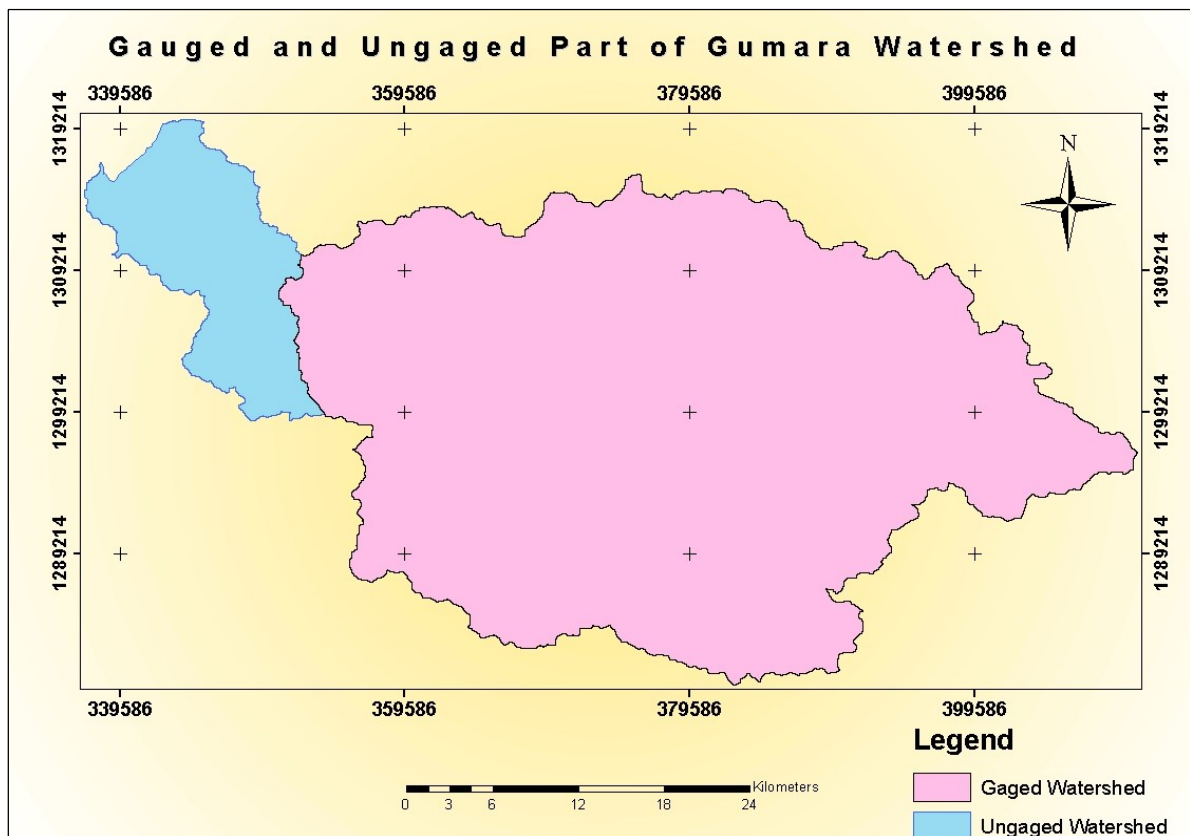 Gauged and Ungaged Part of Gumara Watershed
339586 359586 379586 399586
1319214 1319214
N
1309214 1309214
1299214 1299214
1289214 1289214
339586 359586 379586 399586
Legend
Kilometers
0 3 6 12 18 24
Gaged Watershed
Ungaged Watershed